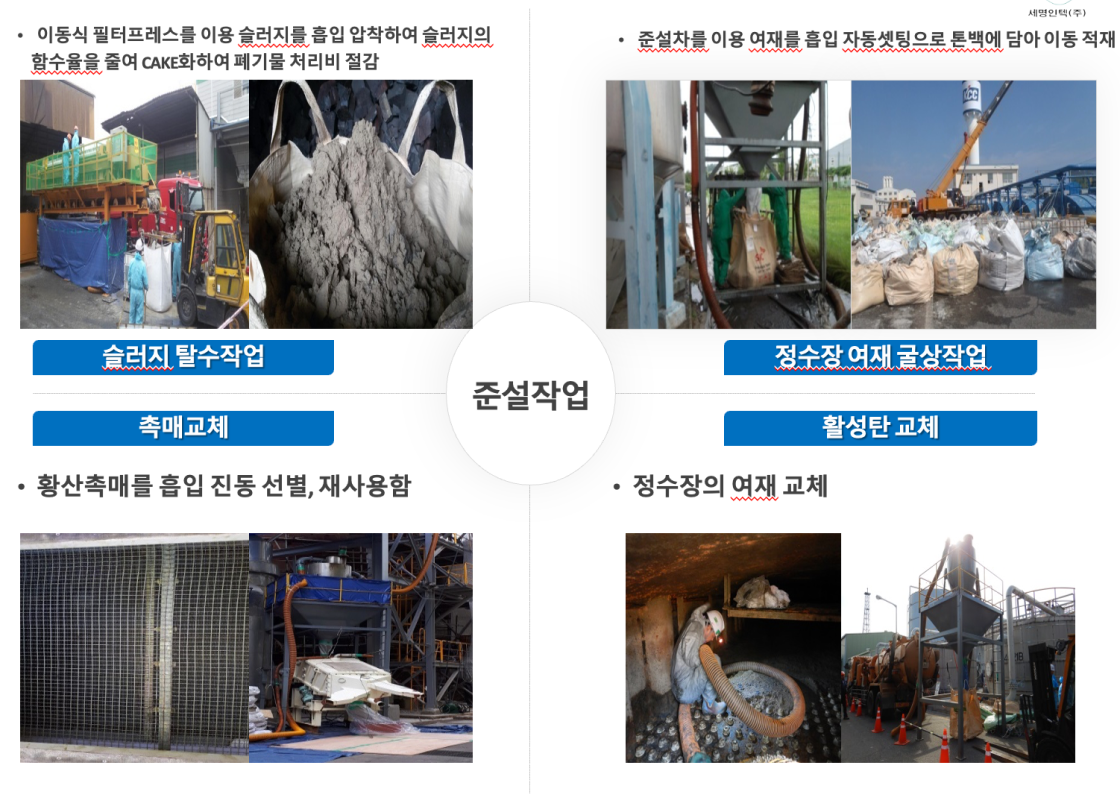 세명인텍(주)
• 이동식 필터프레스를 이용 슬러지를 흡입 압착하여 슬러지의
함수율을 줄여 CAKE화하여 폐기물 처리비 절감
• 준설차를 이용 여재를 흡입 자동셋팅으로 톤백에 담아 이동 적재
슬러지 탈수작업
정수장 여재 굴상작업
준설작업
촉매교체
활성탄 교체
• 황산촉매를 흡입 진동 선별, 재사용함
• 정수장의 여재 교체